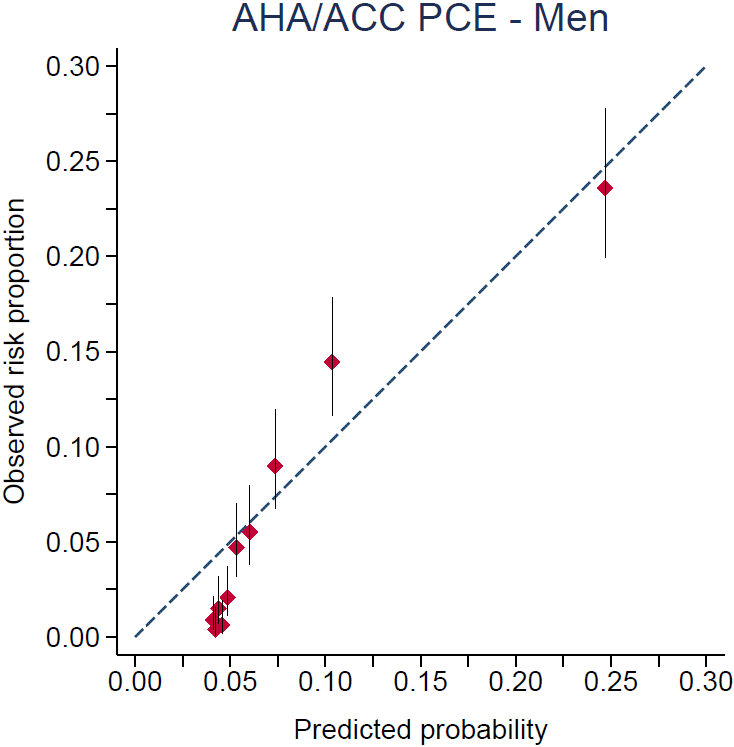 AHA/ACC PCE - Men
Observed risk proportion
0.30
0.25
0.20
0.15
0.10
0.05
0.00
0.00 0.05 0.10 0.15 0.20 0.25 0.30
Predicted probability